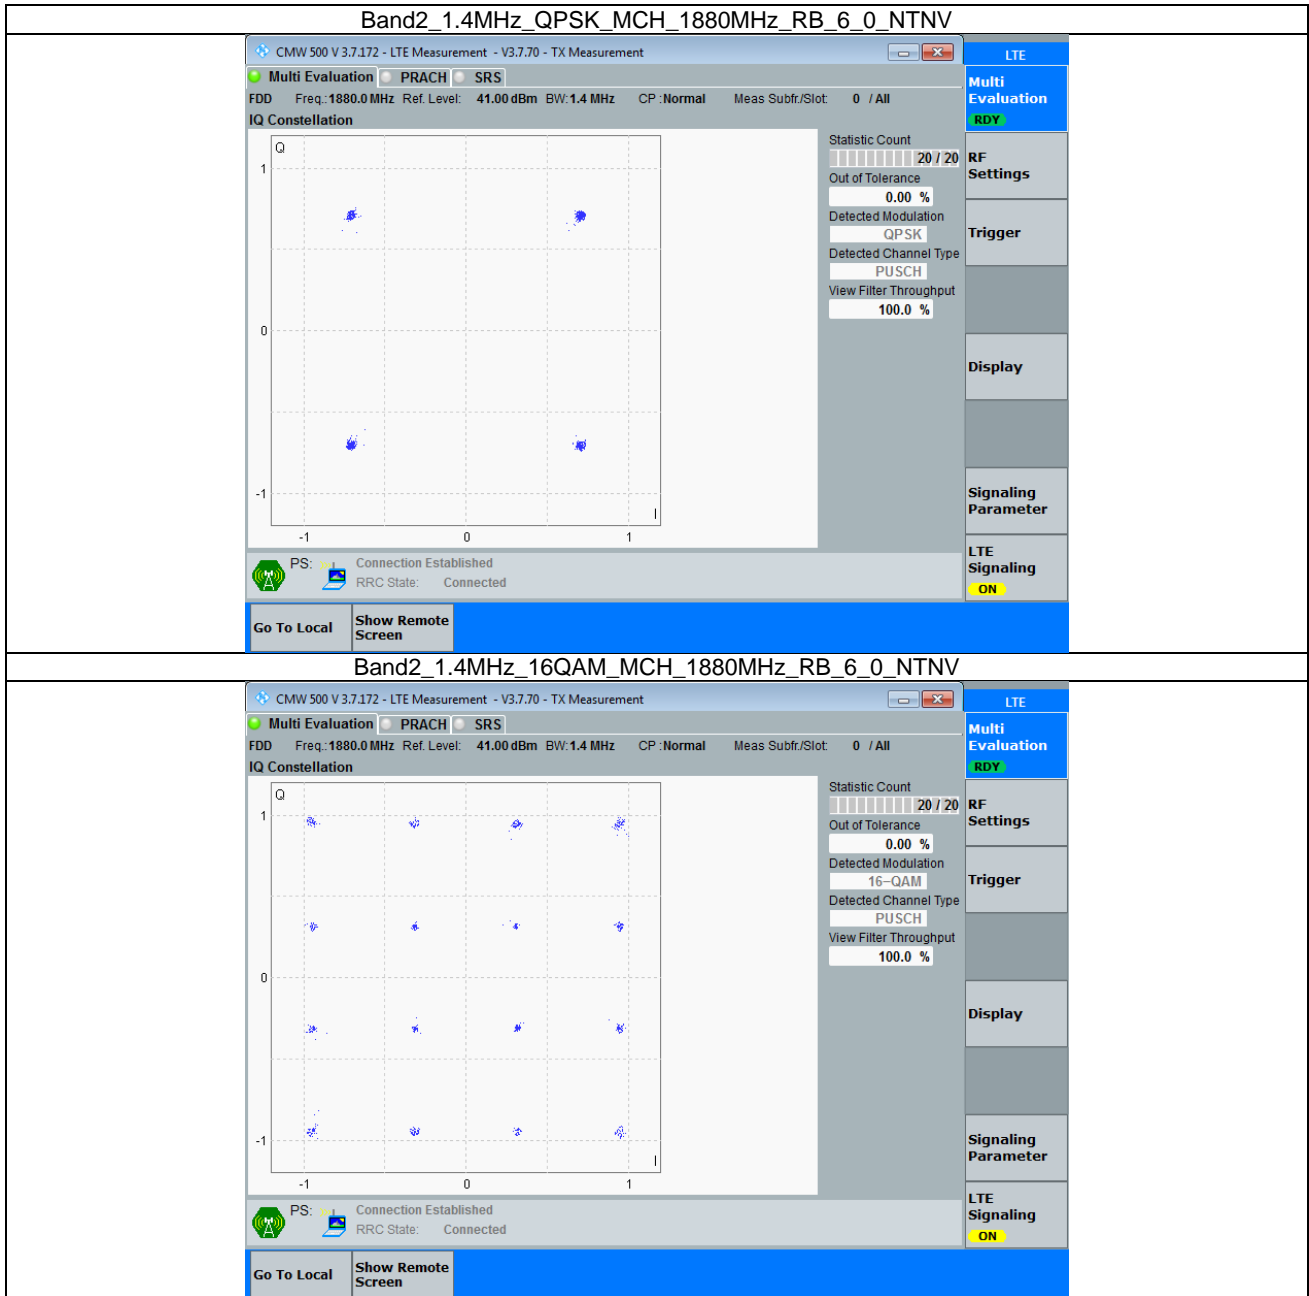 Band2_1.4MHz_QPSK_MCH_1880MHz_RB_6_0_NTNV
CMW 500 V 3.7.172 - LTE Measurement - V3.7.70 - TX Measurement
LTE
Multi Evaluation PRACH SRS
Multi
Evaluation
RDY
FDD Freq.: 1880.0 MHz Ref. Level: 41.00 dBm BW: 1.4 MHz CP : Normal Meas Subfr./Slot: 0 / All
IQ Constellation
Q
1
0
-1
I
-1 0 1
Statistic Count
20 / 20
Out of Tolerance
0.00 %
Detected Modulation
QPSK
Detected Channel Type
PUSCH
View Filter Throughput
100.0 %
RF
Settings
Trigger
Display
Signaling
Parameter
LTE
Signaling
ON
PS: Connection Established
RRC State: Connected
Go To Local
Show Remote
Screen
Band2_1.4MHz_16QAM_MCH_1880MHz_RB_6_0_NTNV
CMW 500 V 3.7.172 - LTE Measurement - V3.7.70 - TX Measurement
LTE
Multi Evaluation PRACH SRS
Multi
Evaluation
RDY
FDD Freq.: 1880.0 MHz Ref. Level: 41.00 dBm BW: 1.4 MHz CP : Normal Meas Subfr./Slot: 0 / All
IQ Constellation
Q
1
0
-1
I
-1 0 1
Statistic Count
20 / 20
Out of Tolerance
0.00 %
Detected Modulation
16-QAM
Detected Channel Type
PUSCH
View Filter Throughput
100.0 %
RF
Settings
Trigger
Display
Signaling
Parameter
LTE
Signaling
ON
PS: Connection Established
RRC State: Connected
Go To Local
Show Remote
Screen